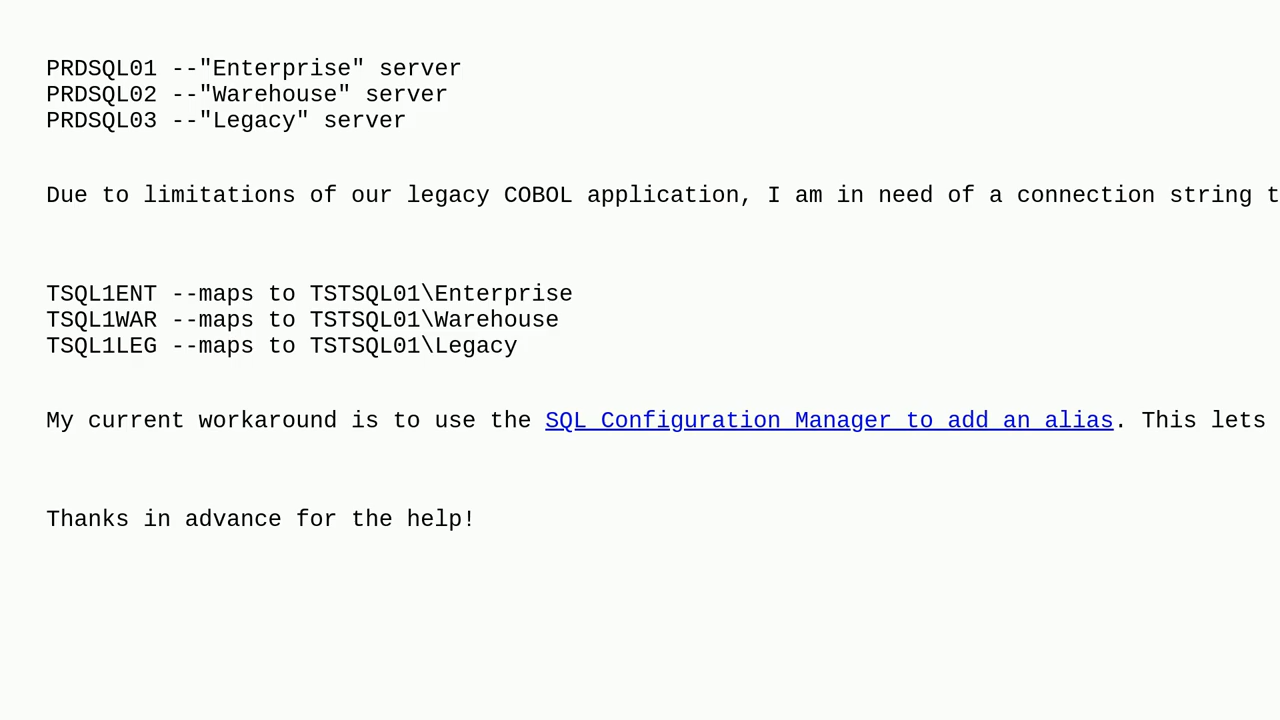 PRDSQL01 --"Enterprise" server
PRDSQL02 --"Warehouse" server
PRDSQL03 --"Legacy" server
Due to limitations of our legacy COBOL application, I am in need of a connection string
TSQL1ENT --maps to TSTSQL01\Enterprise
TSQL1WAR --maps to TSTSQL01\Warehouse
TSQL1LEG --maps to TSTSQL01\Legacy
My current workaround is to use the SQL Configuration Manager to add an alias. This lets
Thanks in advance for the help!